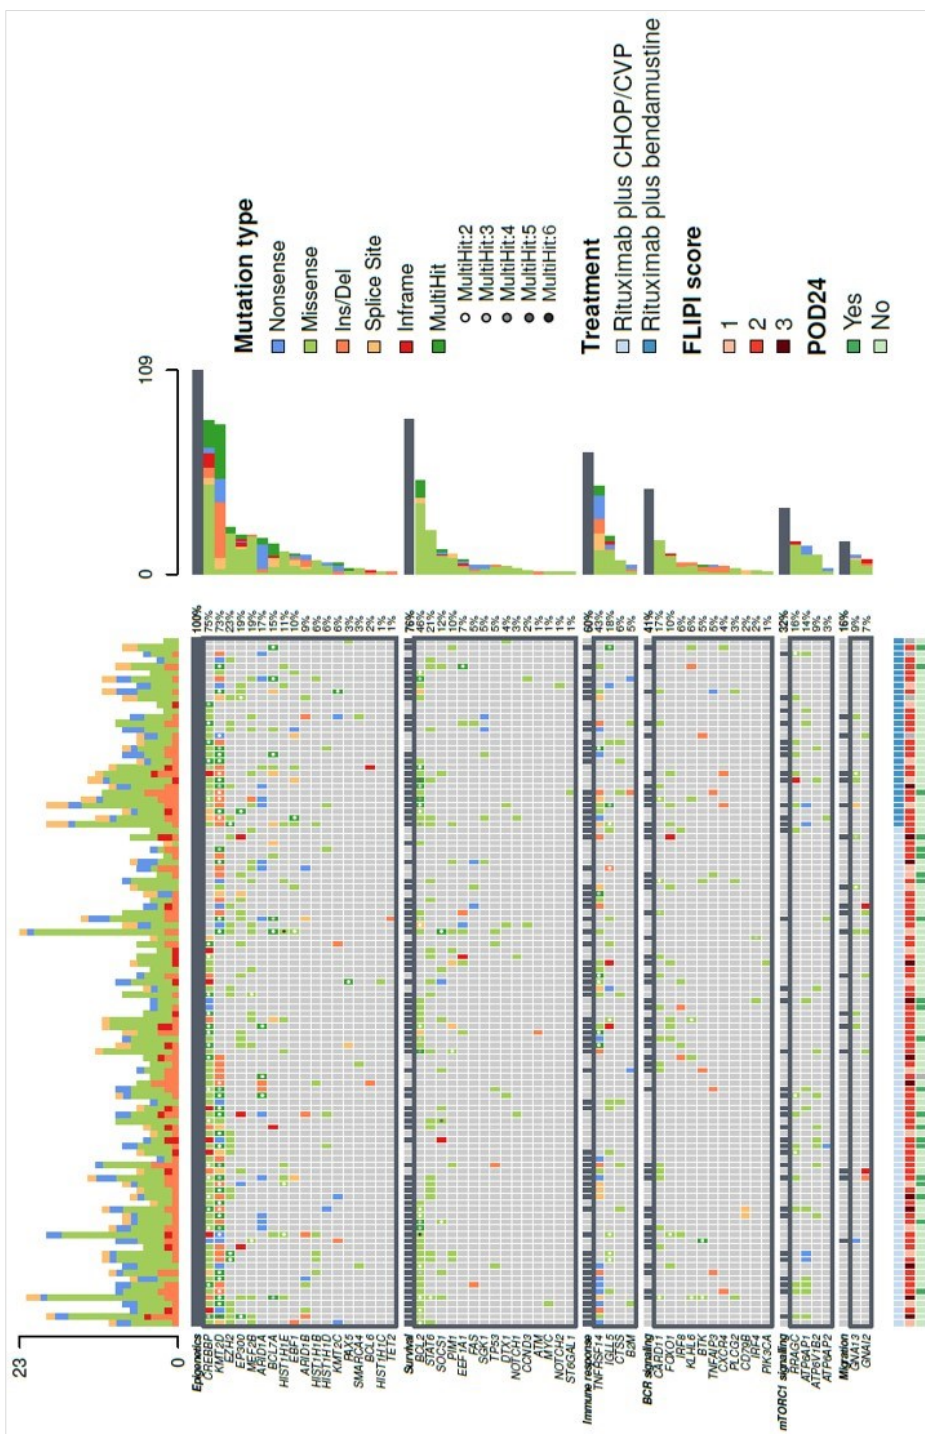 23
0
Epigenetics 100%
CREBBP 75%
KMT2D 73%
EZH2 23%
EP300 19%
MEF2B 19%
ARID1A 17%
BCL7A 15%
HIST1H1E 11%
EBF1 10%
ARID1B 9%
HIST1H1B 6%
HIST1H1D 6%
KMT2C 6%
PAX5 3%
SMARCA4 3%
BCL6 2%
HIST1H1C 1%
TET2 1%
Survival 76%
BCL2 46%
STAT6 21%
SOCS1 12%
PIM1 10%
EEF1A1 7%
FAS 5%
SGK1 5%
TP53 5%
ATM 1%
NOTCH1 3%
CCND3 2%
MYC 1%
NOTCH2 1%
ST6GAL1 1%
Immune response 60%
TNFRSF14 43%
IGLL5 18%
CTSS 6%
B2M 5%
BCR signaling 41%
CARD11 17%
FOXO1 10%
IRF8 6%
KLHL6 6%
BTK 5%
TNFAIP3 5%
CXCR4 4%
PLCG2 3%
CD79B 2%
IRF4 2%
PIK3CA 1%
mTORC1 signalling 32%
RRAGC 16%
ATP6AP1 14%
ATP6V1B2 9%
ATP6AP2 3%
Migration 16%
GNA13 9%
GNAI2 7%
0
109
Mutation type
Nonsense
Missense
Ins/Del
Splice Site
Inframe
MultiHit
MultiHit:2
MultiHit:3
MultiHit:4
MultiHit:5
MultiHit:6
Treatment
Rituximab plus CHOP/CVP
Rituximab plus bendamustine
FLIPI score
1
2
3
POD24
Yes
No